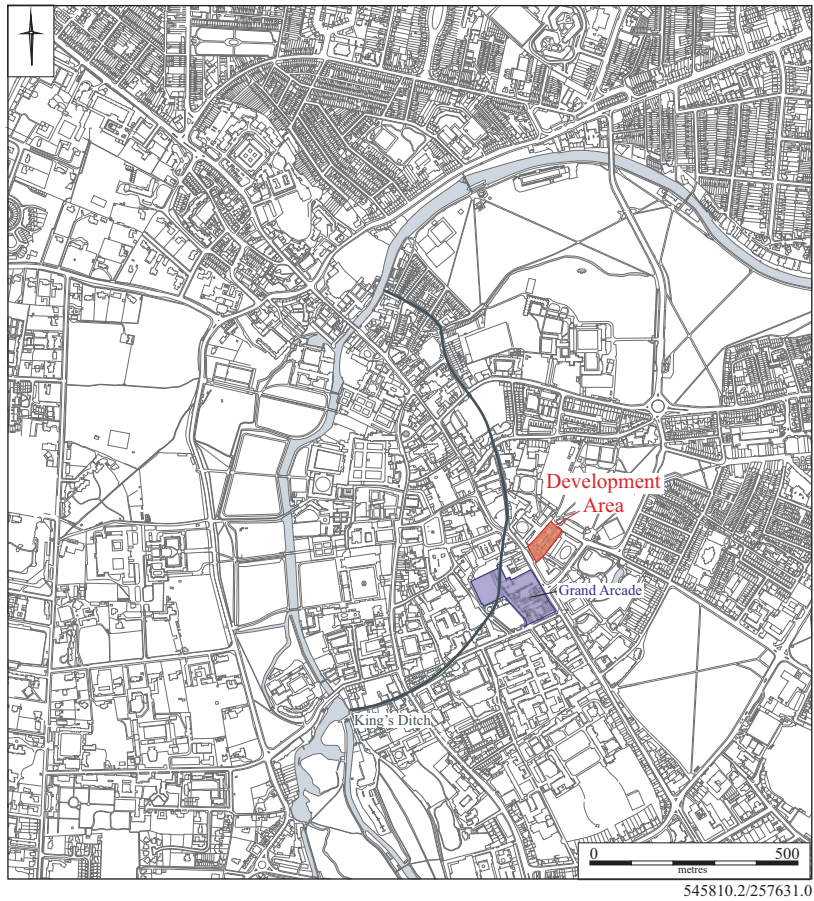 Development
Area
Grand Arcade
King's Ditch
0 500
metres
545810.2/257631.0